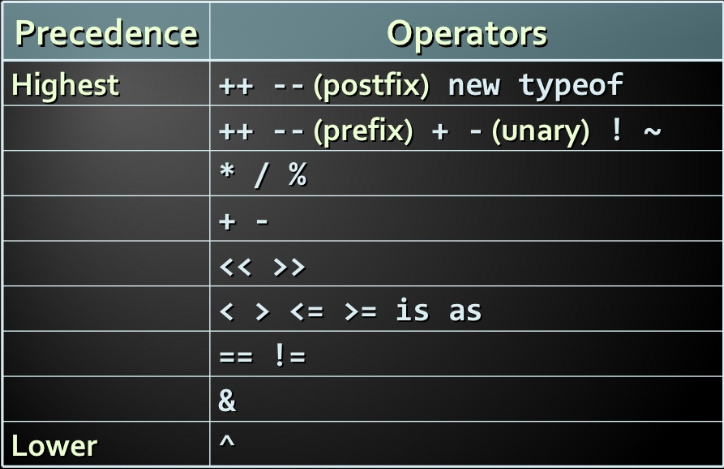 Precedence Operators
Highest ++ -- (postfix) new typeof
++ -- (prefix) + - (unary) ! ~
* / %
+ -
<< >>
< > <= >= is as
== !=
&
Lower ^